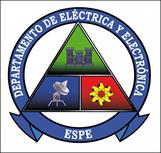 DEPARTAMENTO DE ELÉCTRICA Y ELECTRÓNICA
ESPE